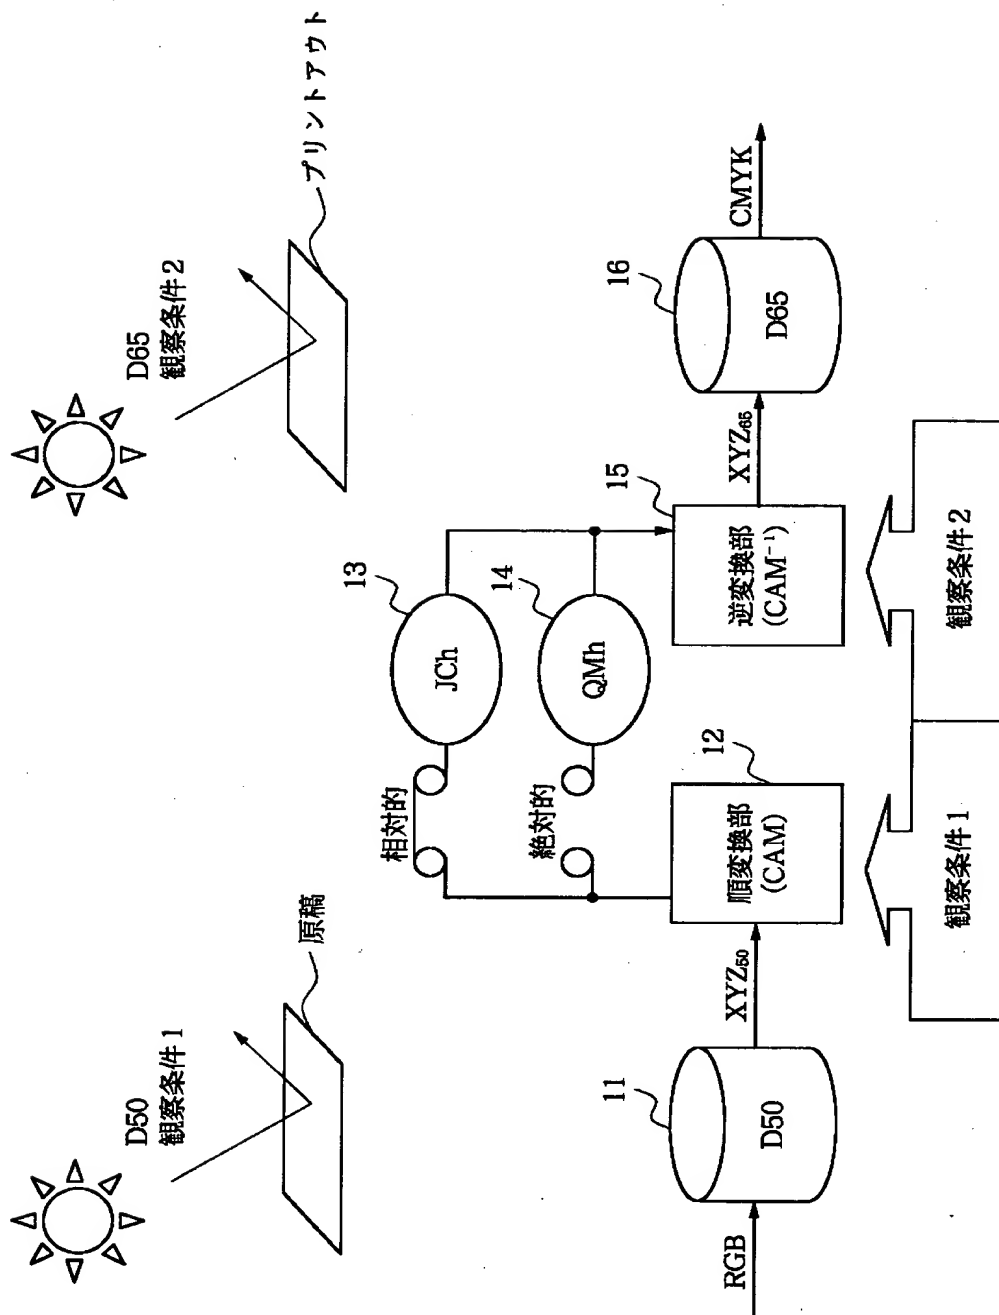 D50
観察条件1
原稿
D65
観察条件2
プリントアウト
相対的
JCh
13
絶対的
QMh
14
RGB
11
D50
XYZ50
12
順変換部
(CAM)
15
逆変換部
(CAM⁻¹)
XYZ65
16
D65
CMYK
観察条件1
観察条件2